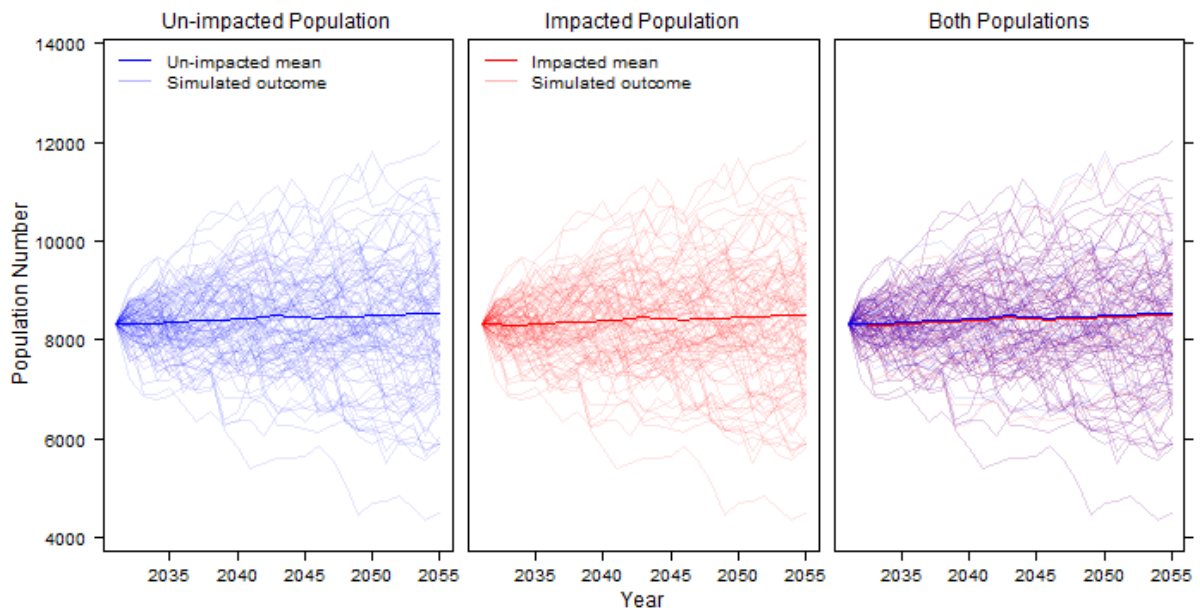 Un-impacted Population
Impacted Population
Both Populations
Un-impacted mean
Simulated outcome
Impacted mean
Simulated outcome
Population Number
14000
12000
10000
8000
6000
4000
2035 2040 2045 2050 2055
2035 2040 2045 2050 2055
2035 2040 2045 2050 2055
Year